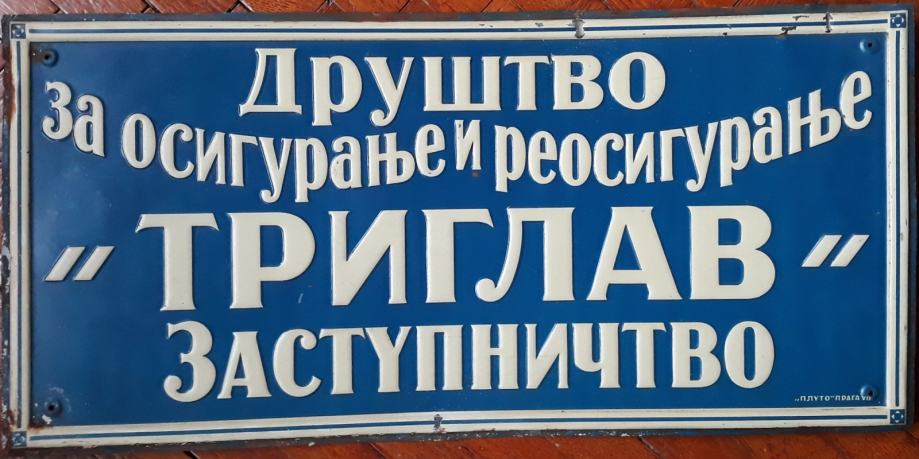 Друштво
За осигурање и реосигурање
„ТРИГЛАВ"
ЗАСТУПНИЧТВО
„ПЛУТО" ПРАГА VII